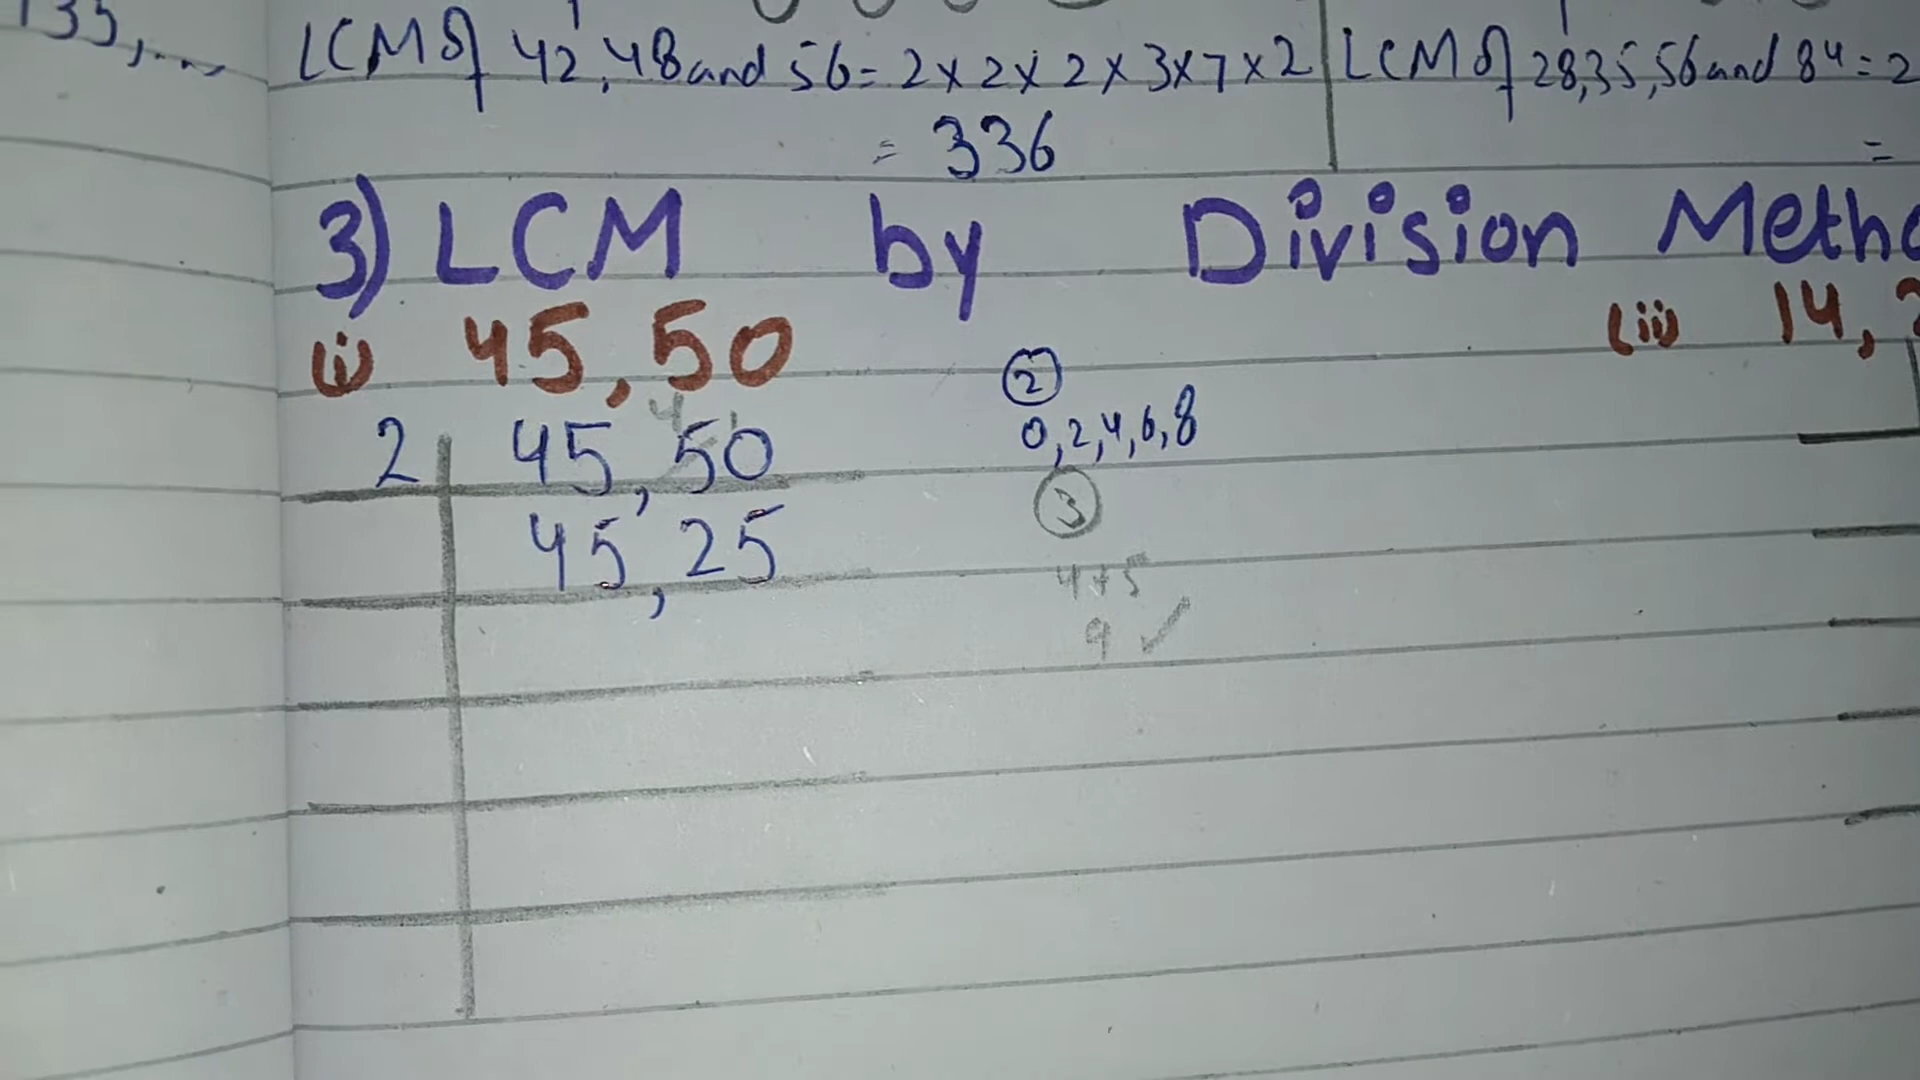 135,...
LCM of 42, 48 and 56 = 2 x 2 x 2 x 3 x 7 x 2
= 336
LCM of 28, 35, 56 and 84 = 2
=
3) LCM by Division Metho
(i) 45, 50
(ii) 14,
2 45, 50
45, 25
2
0, 2, 4, 6, 8
3
4+5
9 ✓